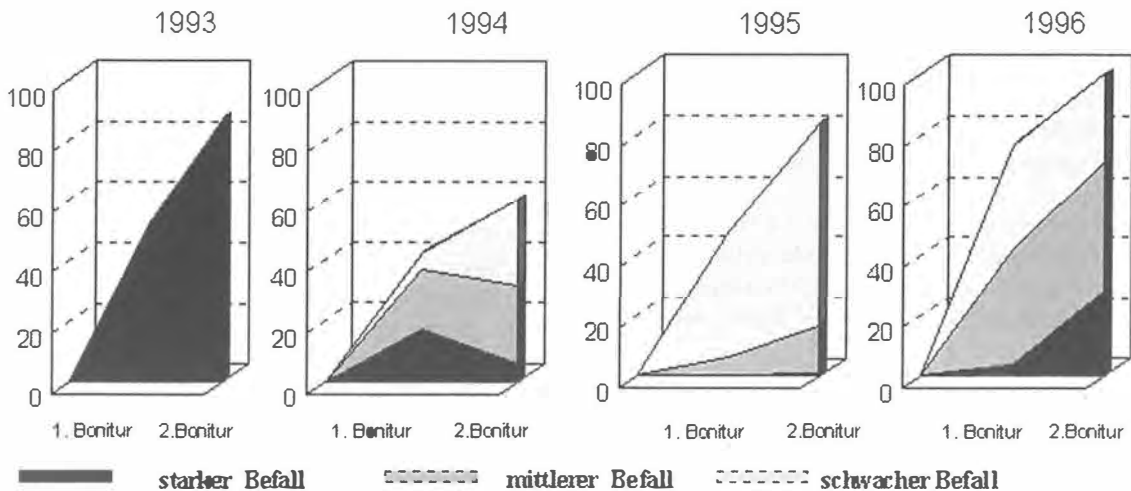 1993 1994 1995 1996
100 100 100 100
80 80 80 80
60 60 60 60
40 40 40 40
20 20 20 20
0 0 0 0
1. Bonitur 2.Bonitur 1. Bonitur 2.Bonitur 1. Bonitur 2.Bonitur 1. Bonitur 2. Bonitur
starker Befall mittlerer Befall schwacher Befall